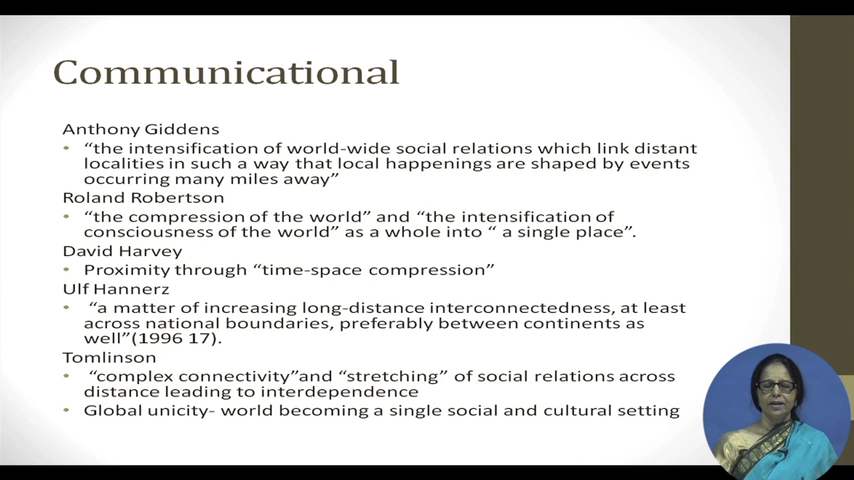 Communicational
Anthony Giddens
• “the intensification of world-wide social relations which link distant
localities in such a way that local happenings are shaped by events
occurring many miles away”
Roland Robertson
• “the compression of the world” and “the intensification of
consciousness of the world” as a whole into “ a single place”.
David Harvey
• Proximity through “time-space compression”
Ulf Hannerz
• “a matter of increasing long-distance interconnectedness, at least
across national boundaries, preferably between continents as
well”(1996 17).
Tomlinson
• “complex connectivity”and “stretching” of social relations across
distance leading to interdependence
• Global unicity- world becoming a single social and cultural setting